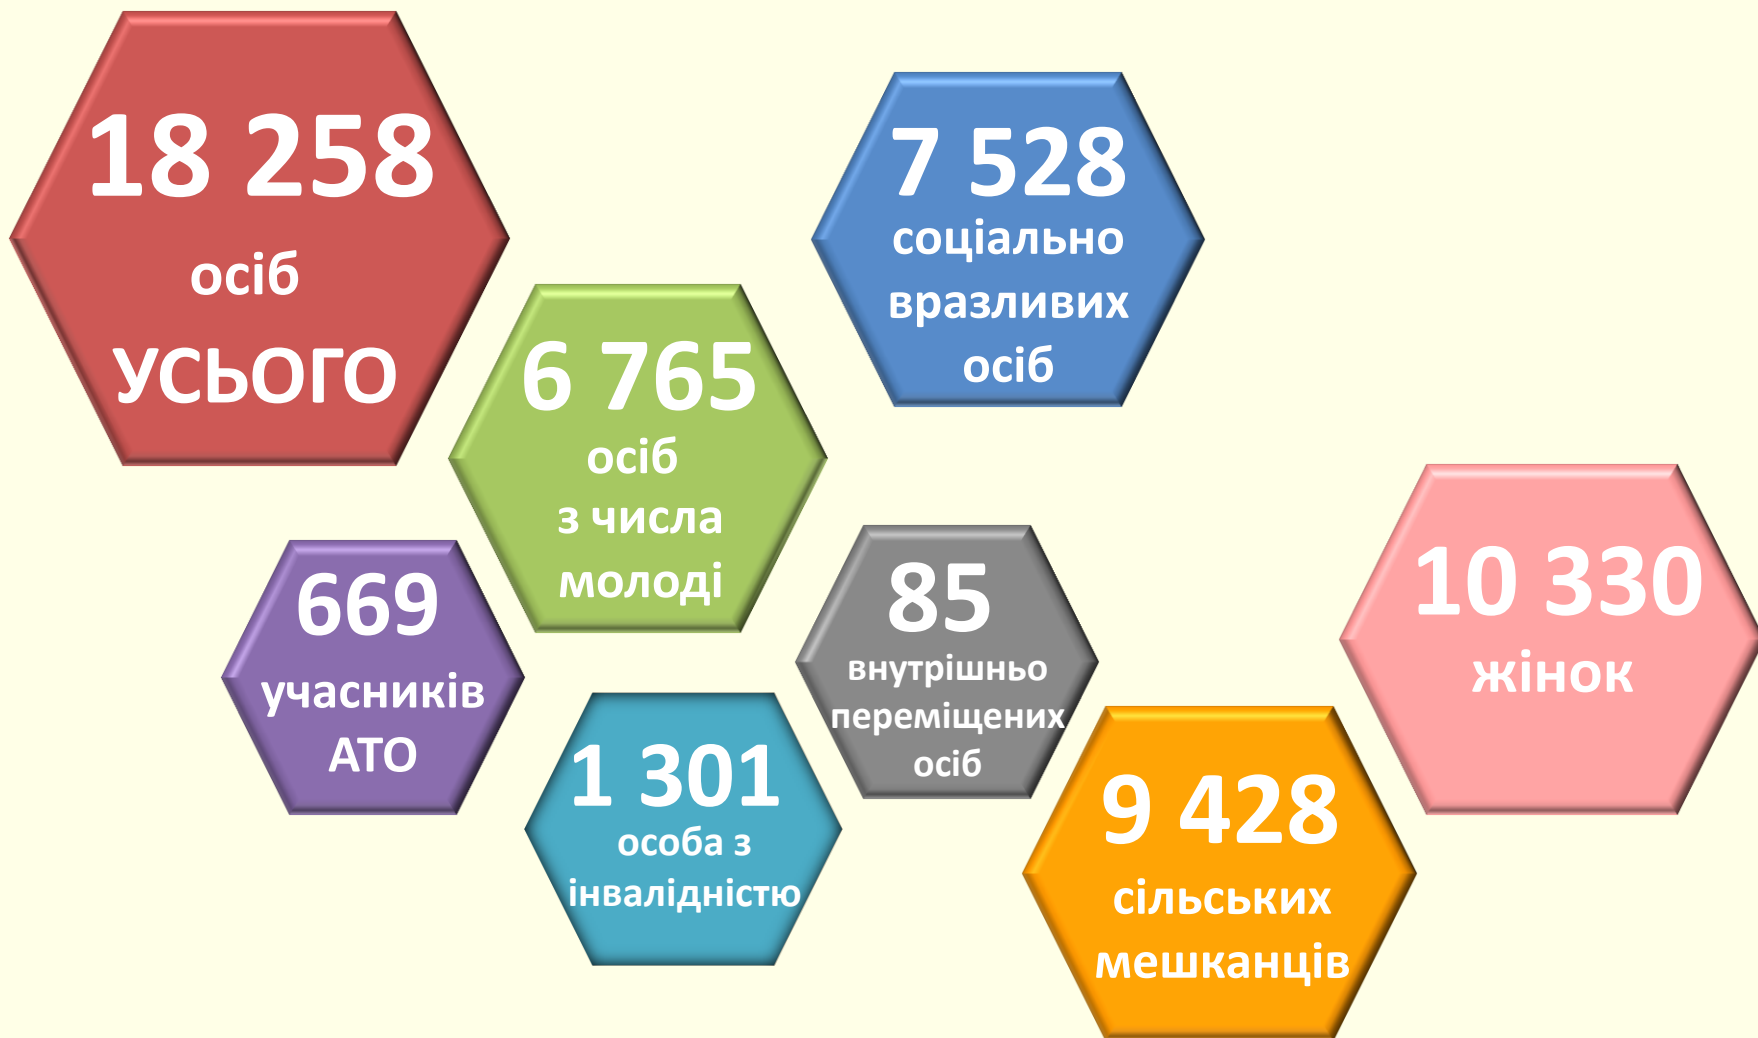 18 258
осіб
УСЬОГО
7 528
соціально
вразливих
осіб
6 765
осіб
з числа
молоді
669
учасників
АТО
85
внутрішньо
переміщених
осіб
10 330
жінок
1 301
особа з
інвалідністю
9 428
сільських
мешканців